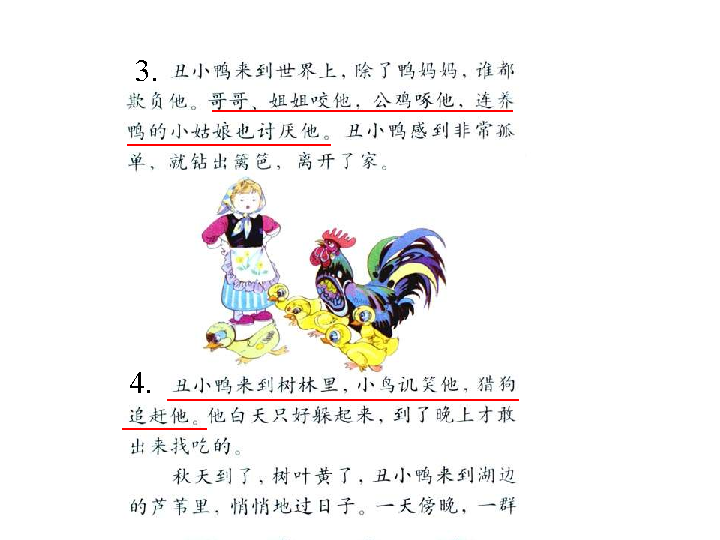 3. 丑小鸭来到世界上，除了鸭妈妈，谁都
欺负他。哥哥、姐姐咬他，公鸡啄他，连养
鸭的小姑娘也讨厌他。丑小鸭感到非常孤
单，就钻出篱笆，离开了家。
4. 丑小鸭来到树林里，小鸟讥笑他，猎狗
追赶他。他白天只好躲起来，到了晚上才敢
出来找吃的。
秋天到了，树叶黄了，丑小鸭来到湖边
的芦苇里，悄悄地过日子。一天傍晚，一群